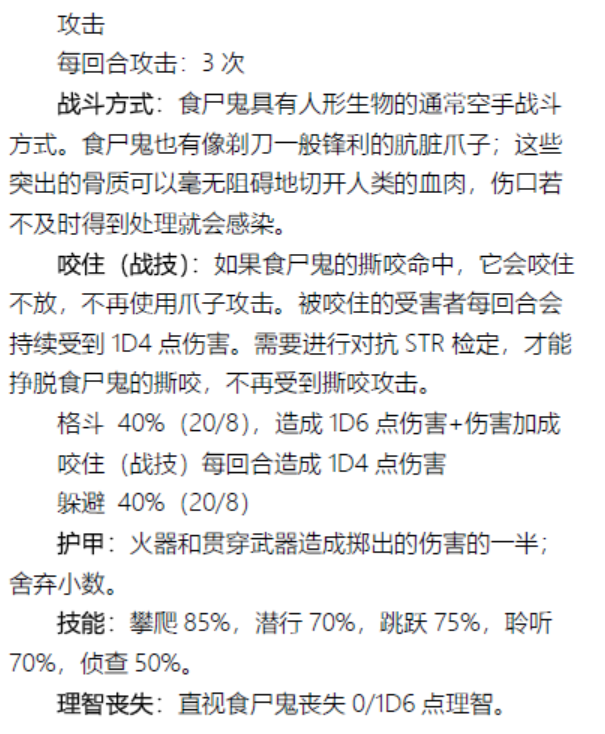 攻击
每回合攻击：3 次
战斗方式：食尸鬼具有人形生物的通常空手战斗
方式。食尸鬼也有像剃刀一般锋利的肮脏爪子；这些
突出的骨质可以毫无阻碍地切开人类的血肉，伤口若
不及时得到处理就会感染。
咬住（战技）：如果食尸鬼的撕咬命中，它会咬住
不放，不再使用爪子攻击。被咬住的受害者每回合会
持续受到 1D4 点伤害。需要进行对抗 STR 检定，才能
挣脱食尸鬼的撕咬，不再受到撕咬攻击。
格斗 40%（20/8），造成 1D6 点伤害+伤害加成
咬住（战技）每回合造成 1D4 点伤害
躲避 40%（20/8）
护甲：火器和贯穿武器造成掷出的伤害的一半；
舍弃小数。
技能：攀爬 85%，潜行 70%，跳跃 75%，聆听
70%，侦查 50%。
理智丧失：直视食尸鬼丧失 0/1D6 点理智。